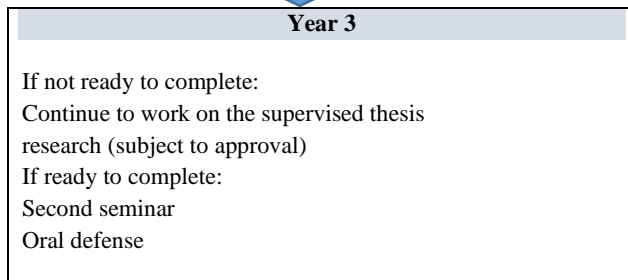 Year 3
If not ready to complete:
Continue to work on the supervised thesis
research (subject to approval)
If ready to complete:
Second seminar
Oral defense